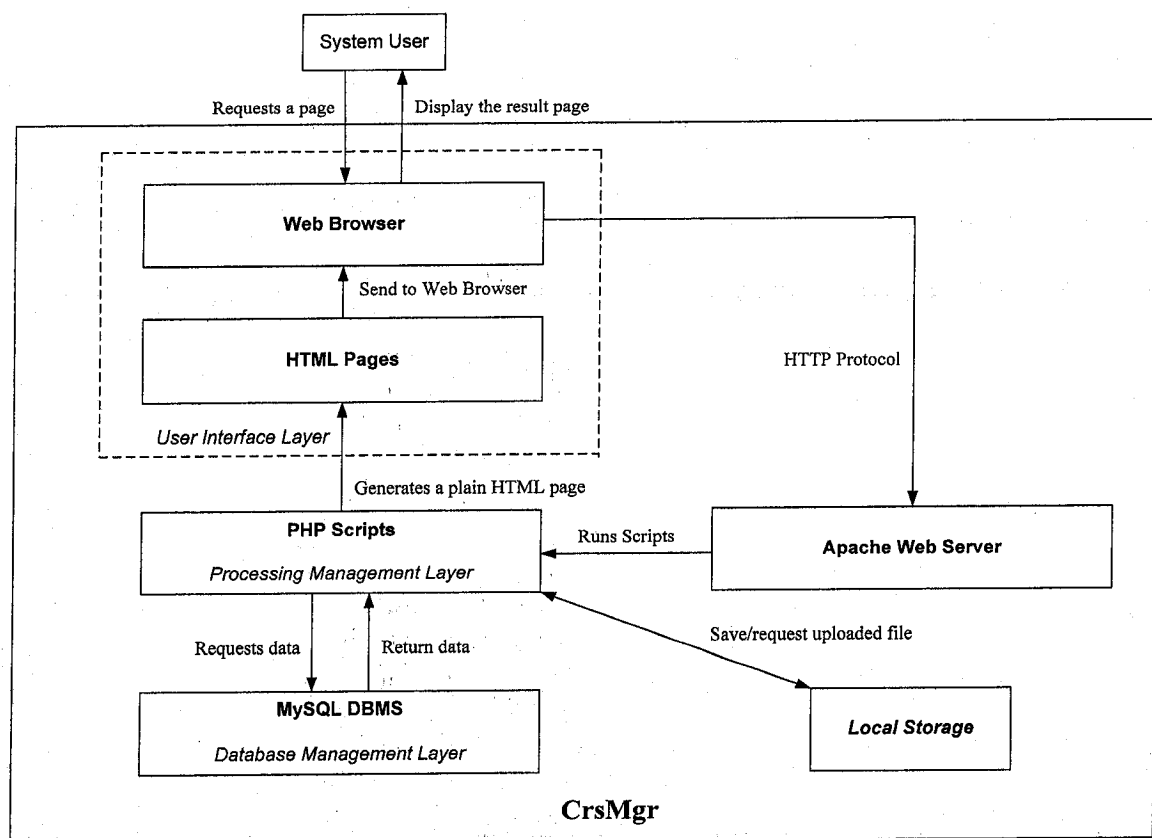 System User
Requests a page
Display the result page
Web Browser
Send to Web Browser
HTML Pages
HTTP Protocol
User Interface Layer
Generates a plain HTML page
PHP Scripts
Processing Management Layer
Runs Scripts
Apache Web Server
Requests data
Return data
Save/request uploaded file
MySQL DBMS
Database Management Layer
Local Storage
CrsMgr